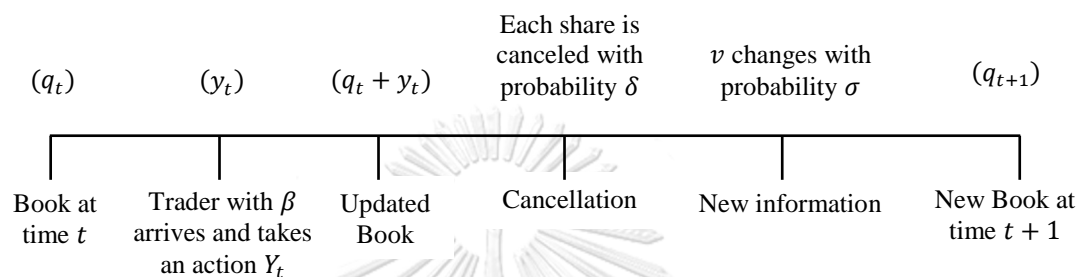 Each share is
canceled with
probability δ
v changes with
probability σ
(q_t)
(y_t)
(q_t + y_t)
(q_{t+1})
Book at
time t
Trader with β
arrives and takes
an action Y_t
Updated
Book
Cancellation
New information
New Book at
time t + 1